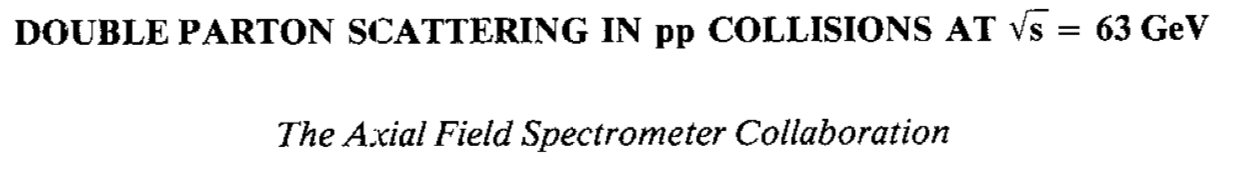 DOUBLE PARTON SCATTERING IN pp COLLISIONS AT √s = 63 GeV
The Axial Field Spectrometer Collaboration